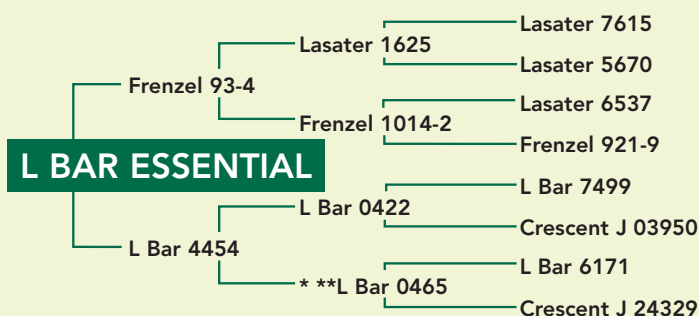 Lasater 7615
Lasater 1625
Lasater 5670
Frenzel 93-4
Lasater 6537
Frenzel 1014-2
Frenzel 921-9
L BAR ESSENTIAL
L Bar 7499
L Bar 0422
Crescent J 03950
L Bar 4454
L Bar 6171
* **L Bar 0465
Crescent J 24329